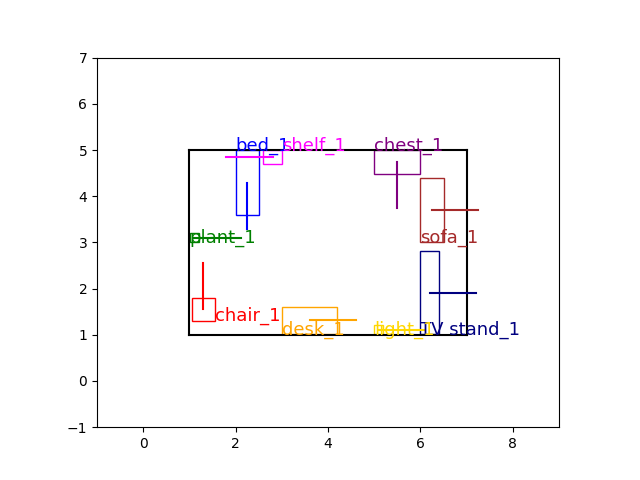 7
6
5
4
3
2
1
0
−1
0 2 4 6 8
bed_1
shelf_1
chest_1
plant_1
sofa_1
chair_1
desk_1
light_1
TV stand_1